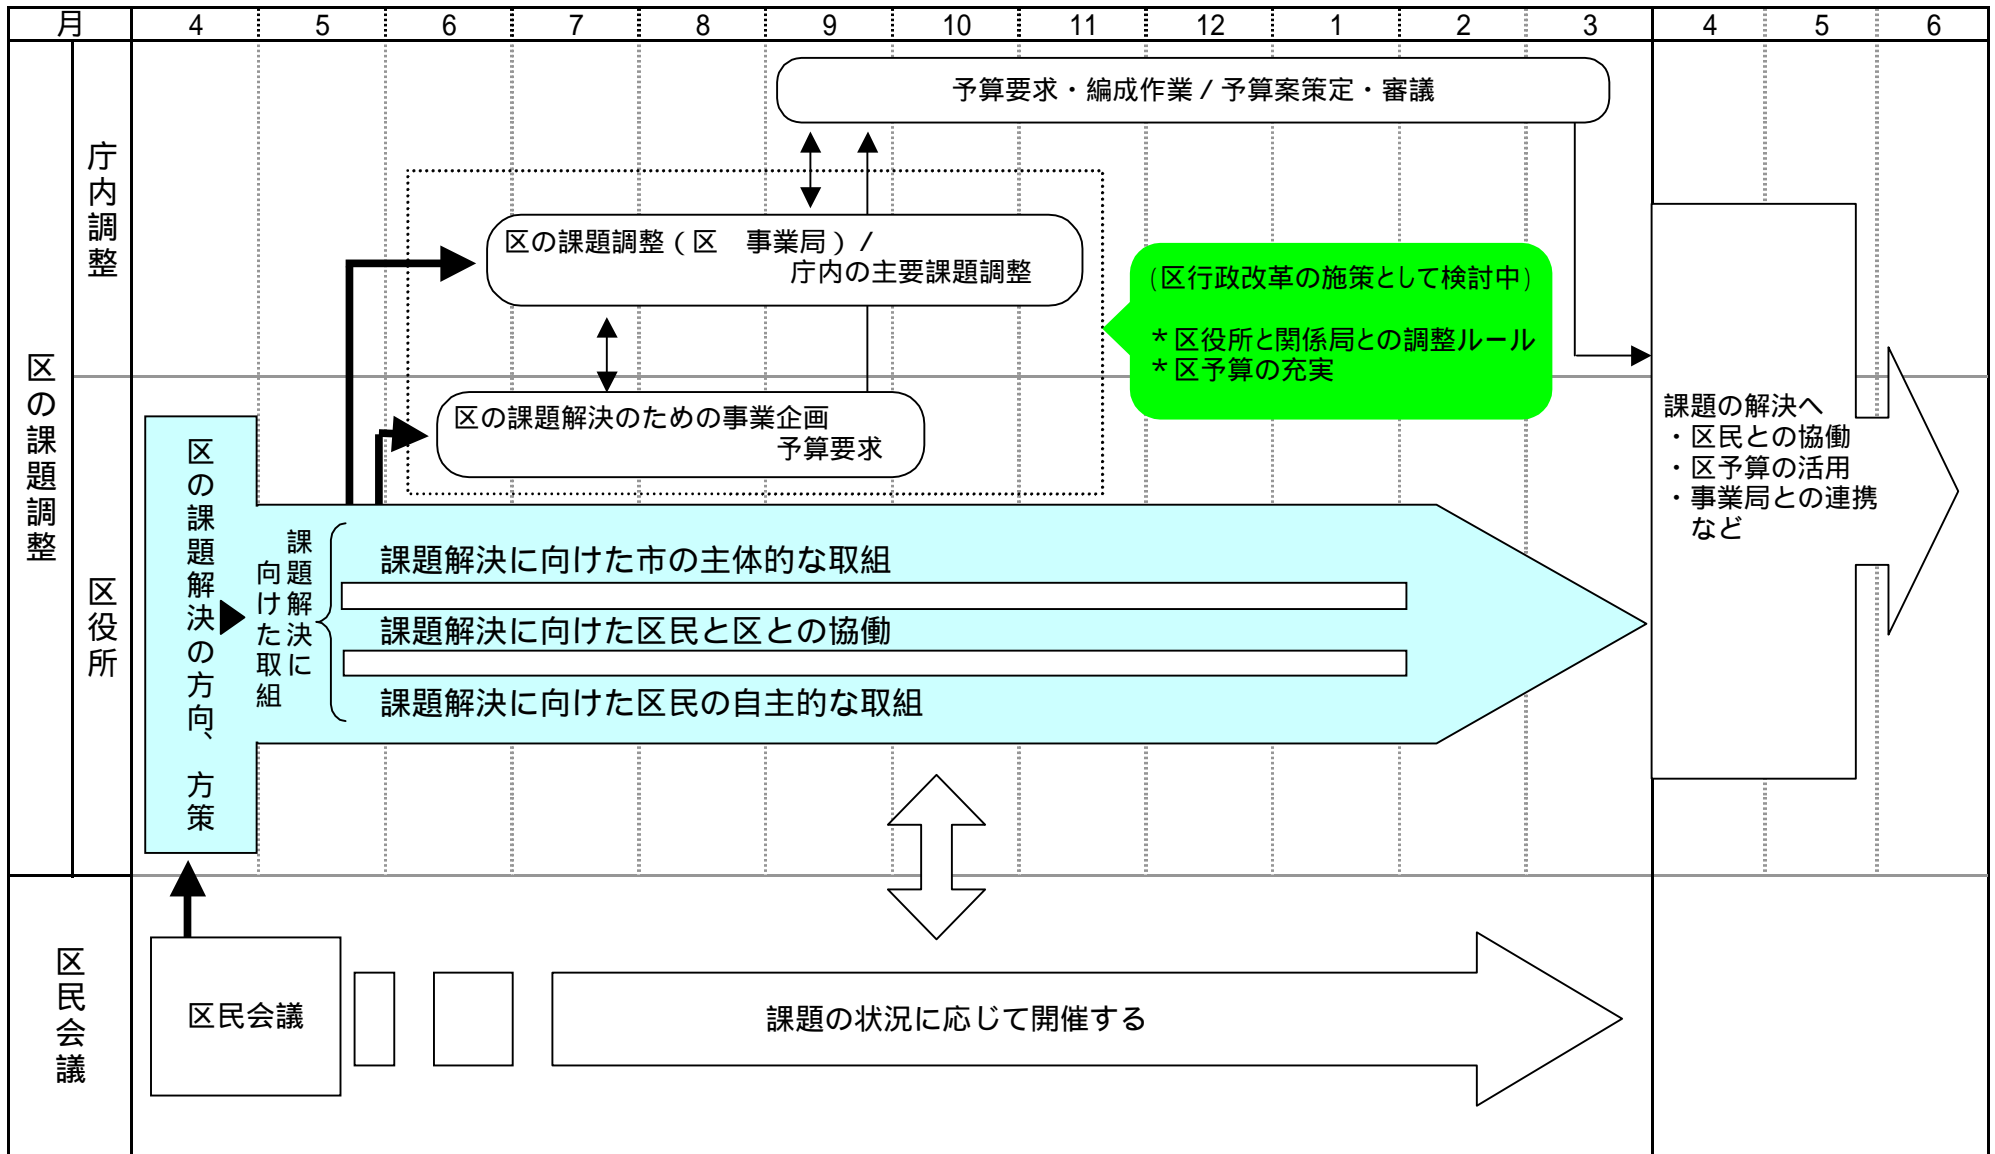 月 4 5 6 7 8 9 10 11 12 1 2 3 4 5 6
区の課題調整
庁内調整
予算要求・編成作業/予算案策定・審議
区の課題調整(区　事業局)/
庁内の主要課題調整
(区行政改革の施策として検討中)
*区役所と関係局との調整ルール
*区予算の充実
区役所
区の課題解決のための事業企画
予算要求
区の課題解決の方向、方策
課題解決に
向けた取組
課題解決に向けた市の主体的な取組
課題解決に向けた区民と区との協働
課題解決に向けた区民の自主的な取組
課題の解決へ
・区民との協働
・区予算の活用
・事業局との連携
など
区民会議
区民会議
課題の状況に応じて開催する